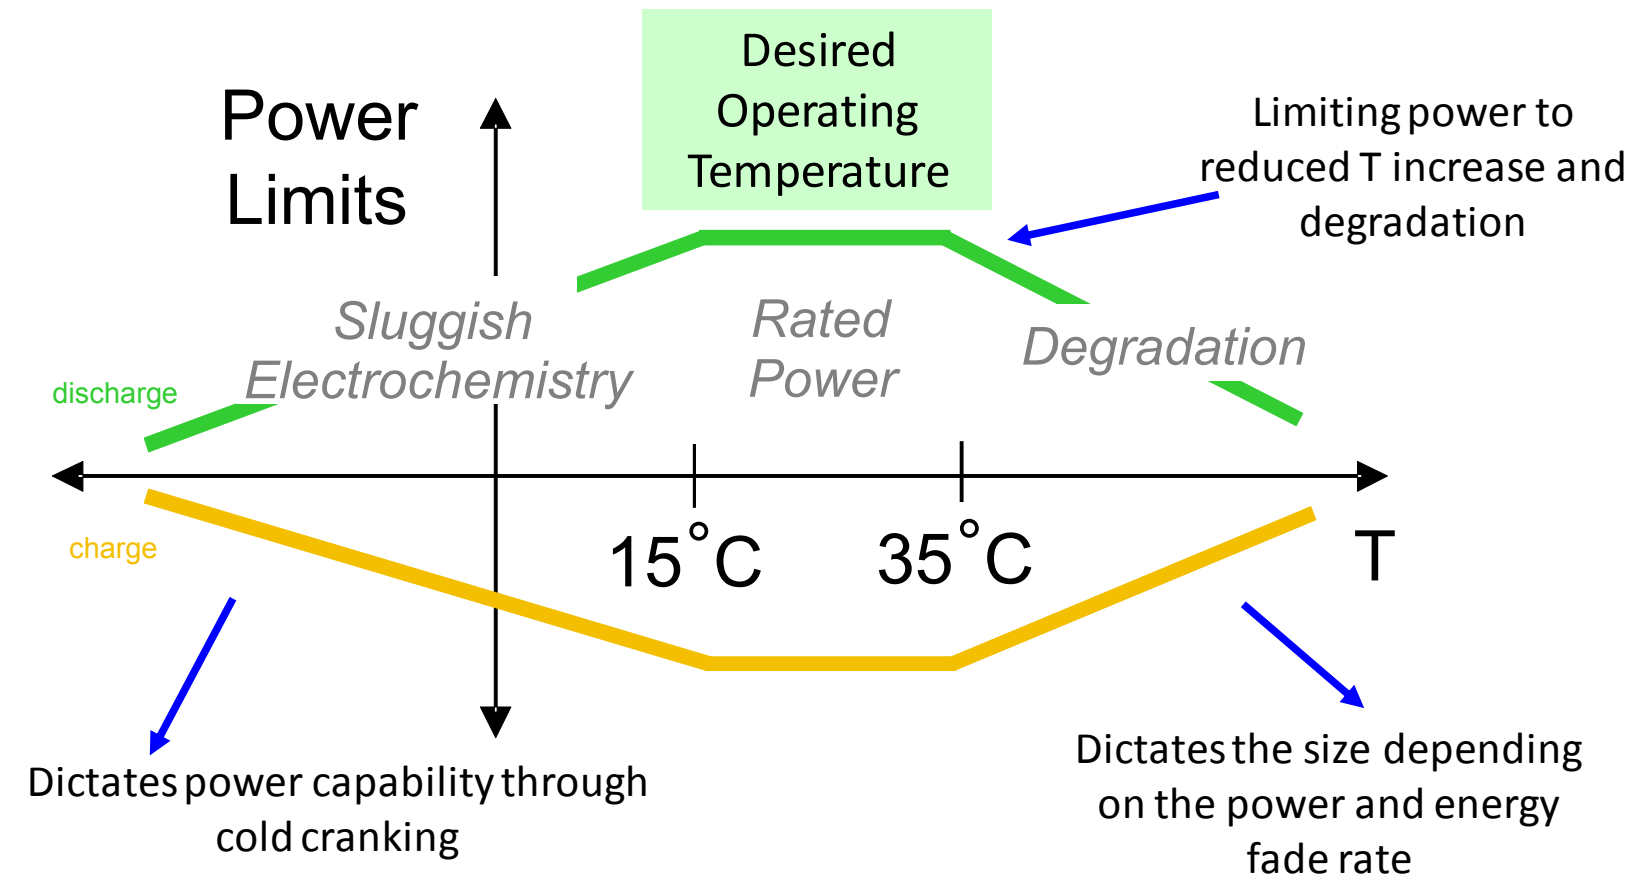 Desired
Operating
Temperature
Power
Limits
Limiting power to
reduced T increase and
degradation
Sluggish
Electrochemistry
Rated
Power
Degradation
discharge
charge
15°C
35°C
T
Dictates power capability through
cold cranking
Dictates the size depending
on the power and energy
fade rate